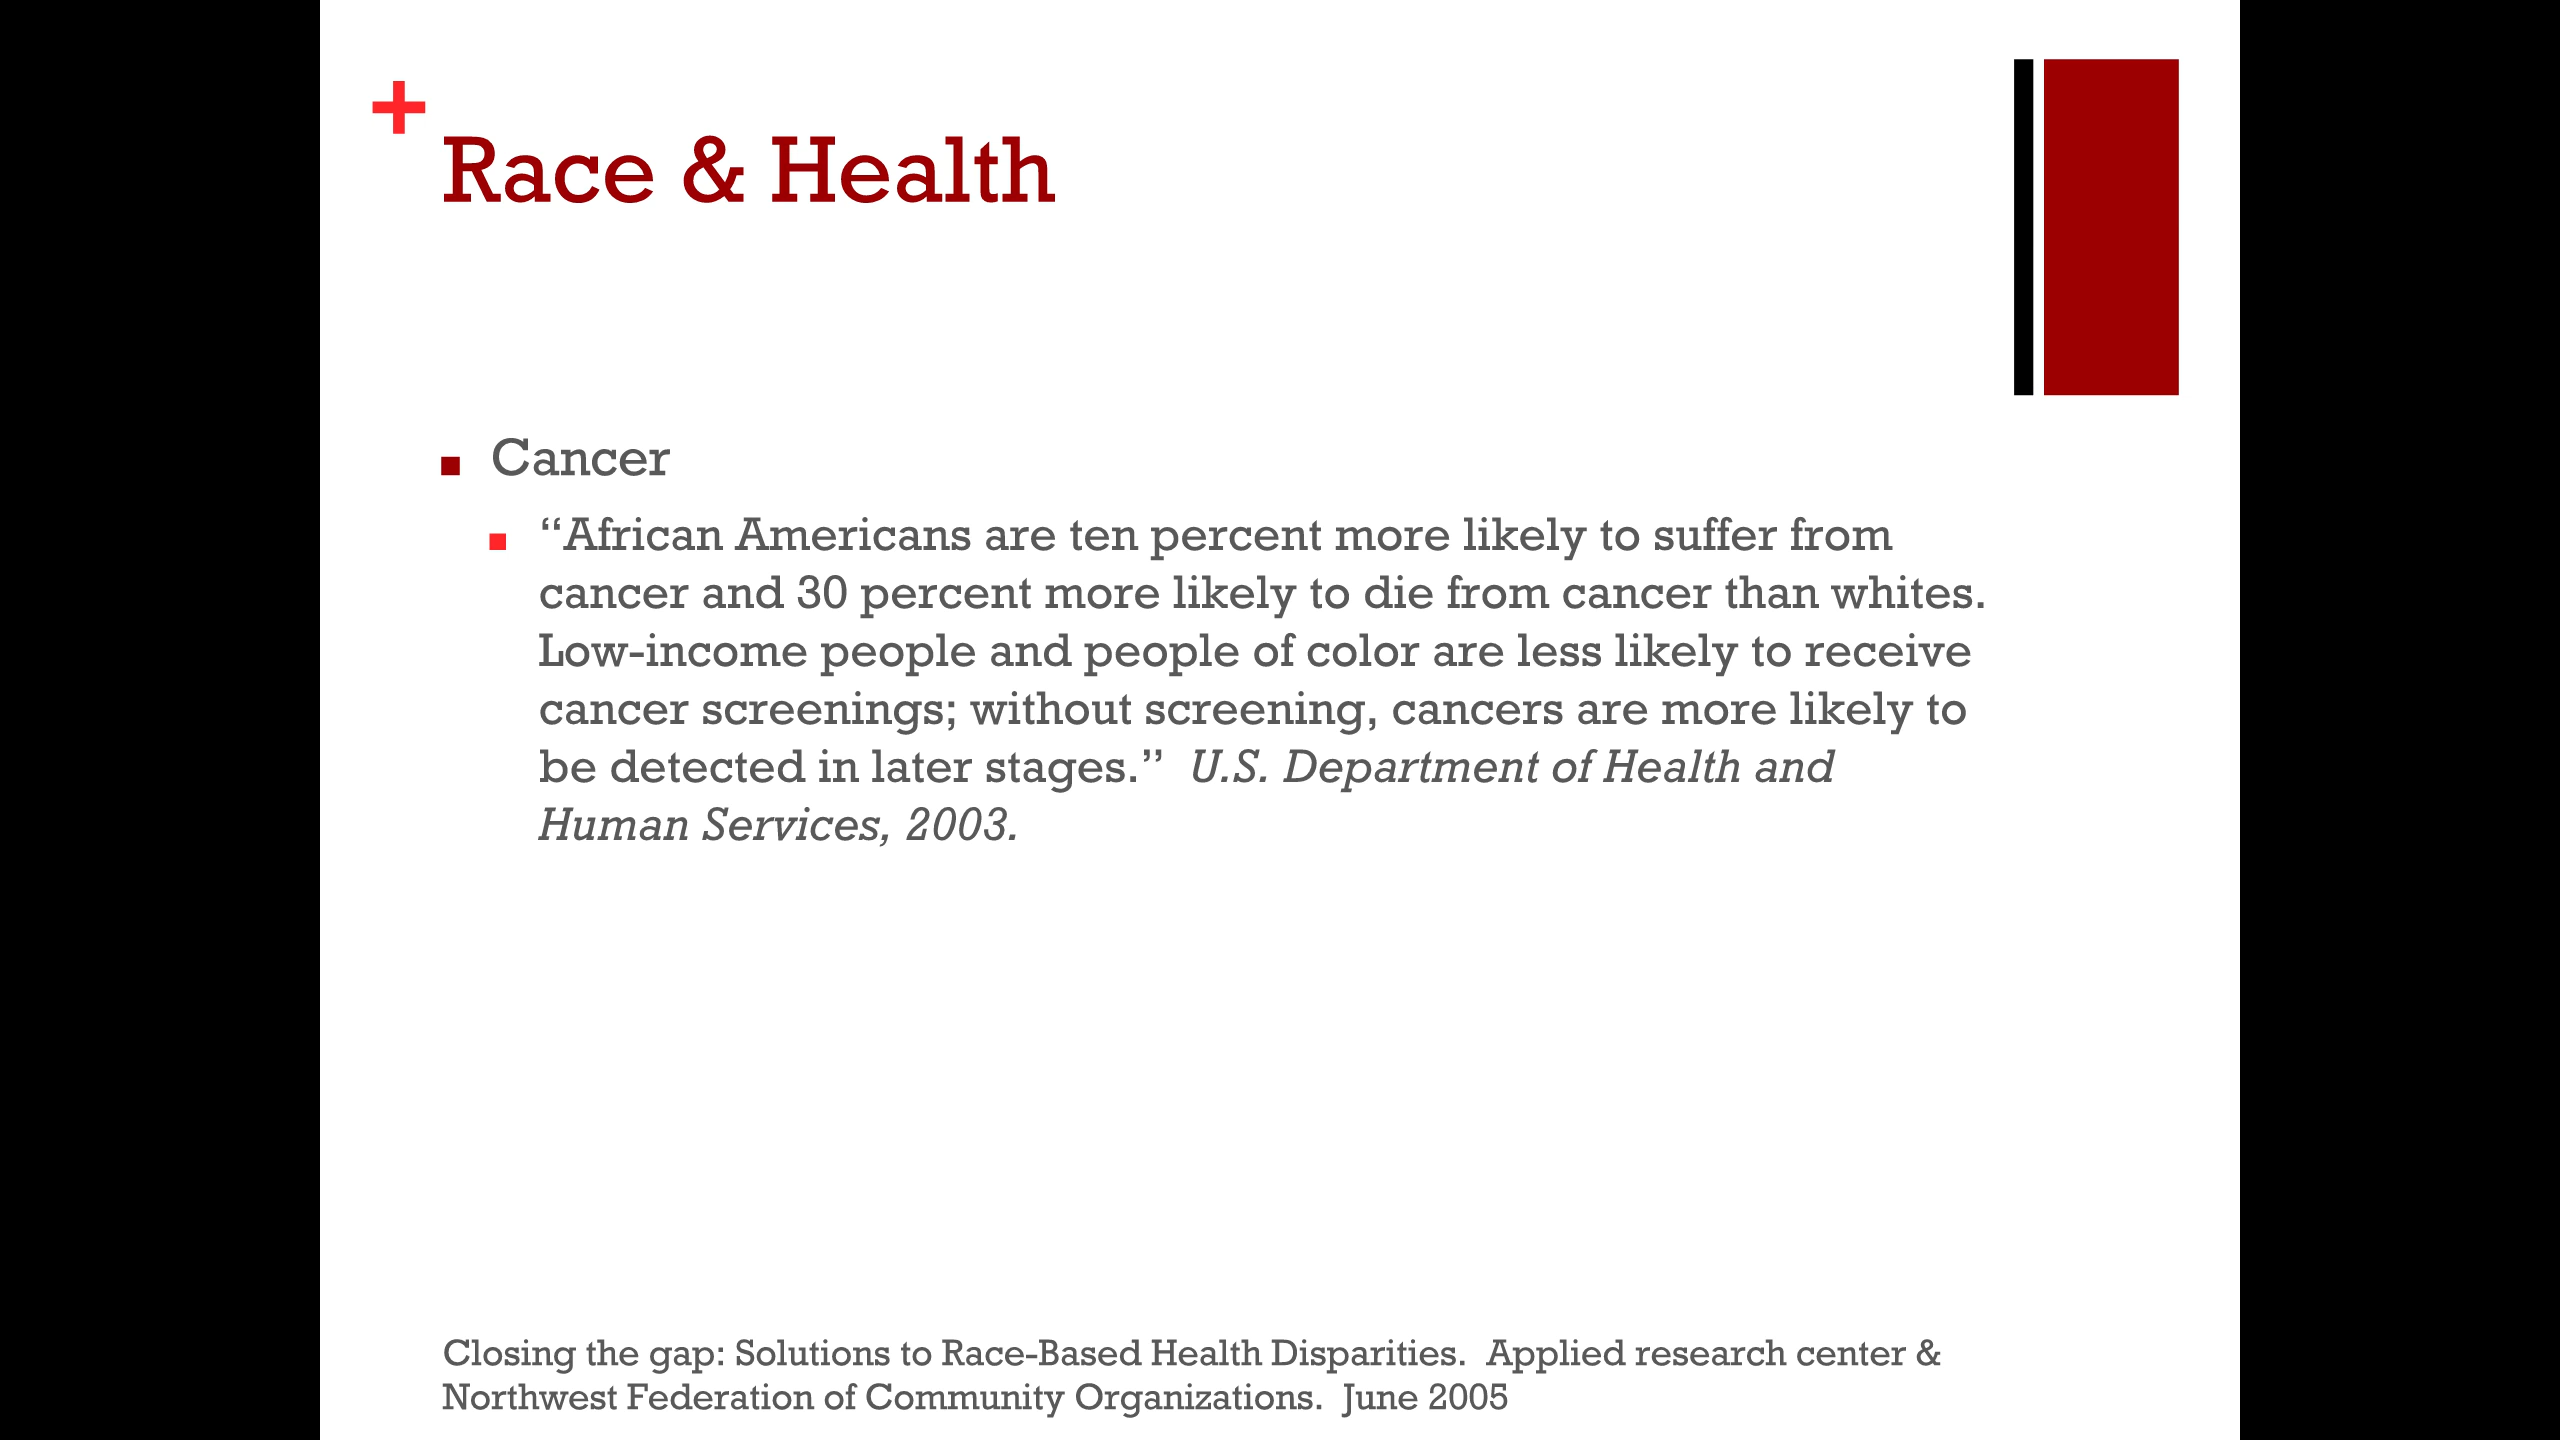 +
Race & Health
■ Cancer
■ “African Americans are ten percent more likely to suffer from
cancer and 30 percent more likely to die from cancer than whites.
Low-income people and people of color are less likely to receive
cancer screenings; without screening, cancers are more likely to
be detected in later stages.”  U.S. Department of Health and
Human Services, 2003.
Closing the gap: Solutions to Race-Based Health Disparities.  Applied research center &
Northwest Federation of Community Organizations.  June 2005